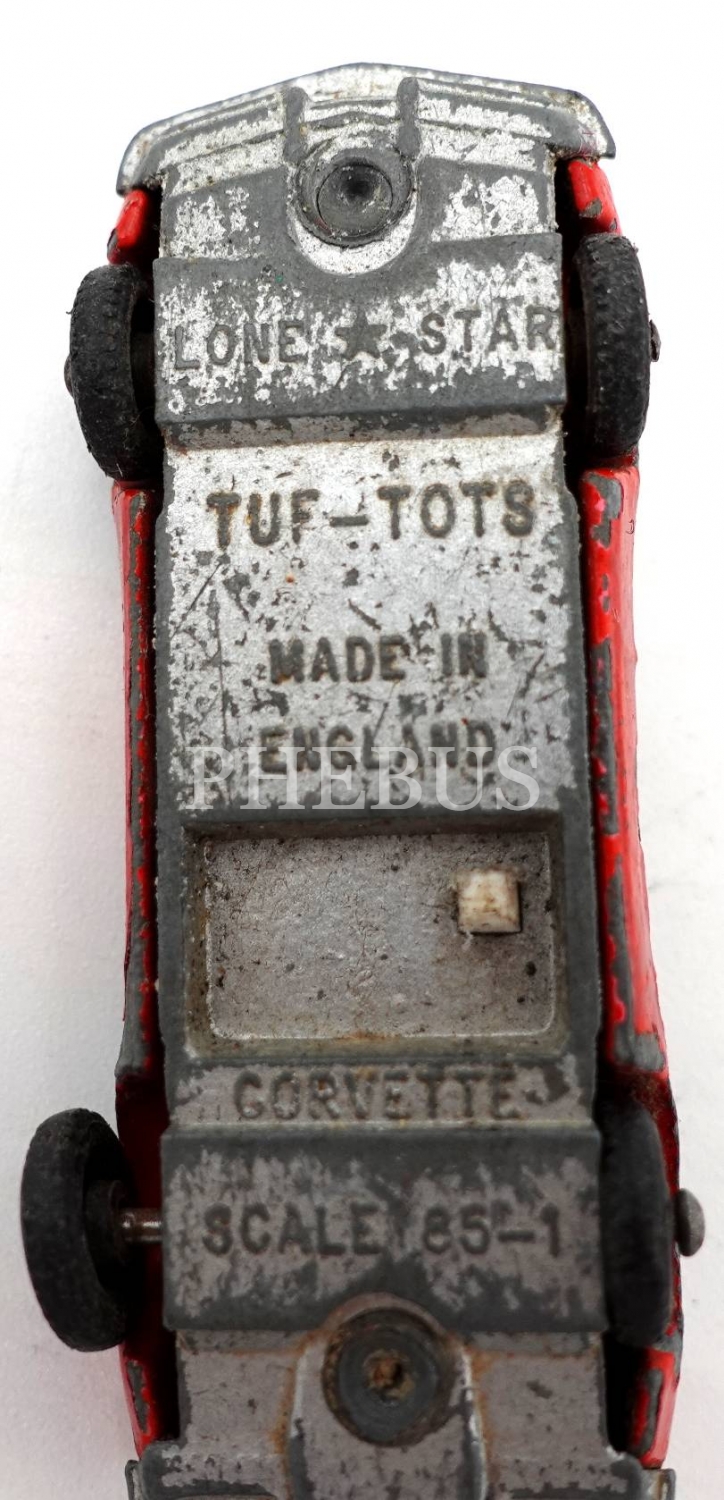 LONE ★ STAR
TUF-TOTS
MADE IN
ENGLAND
PHEBUS
CORVETTE
SCALE 85"-1